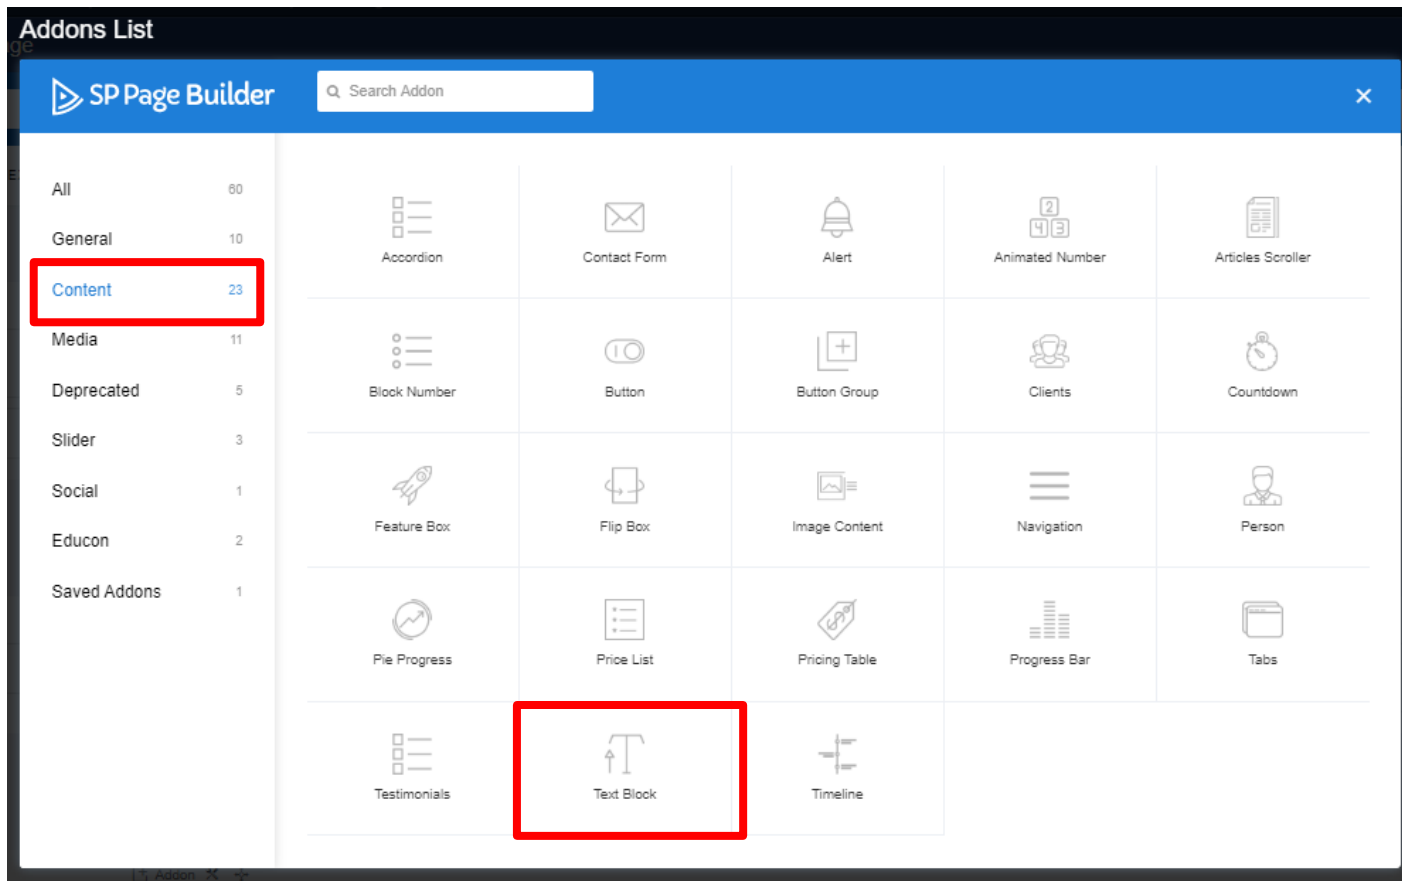 Addons List
ge
SP Page Builder
Search Addon
All 60
General 10
Content 23
Media 11
Deprecated 5
Slider 3
Social 1
Educon 2
Saved Addons 1
Accordion Contact Form Alert Animated Number Articles Scroller
Block Number Button Button Group Clients Countdown
Feature Box Flip Box Image Content Navigation Person
Pie Progress Price List Pricing Table Progress Bar Tabs
Testimonials Text Block Timeline
Addon